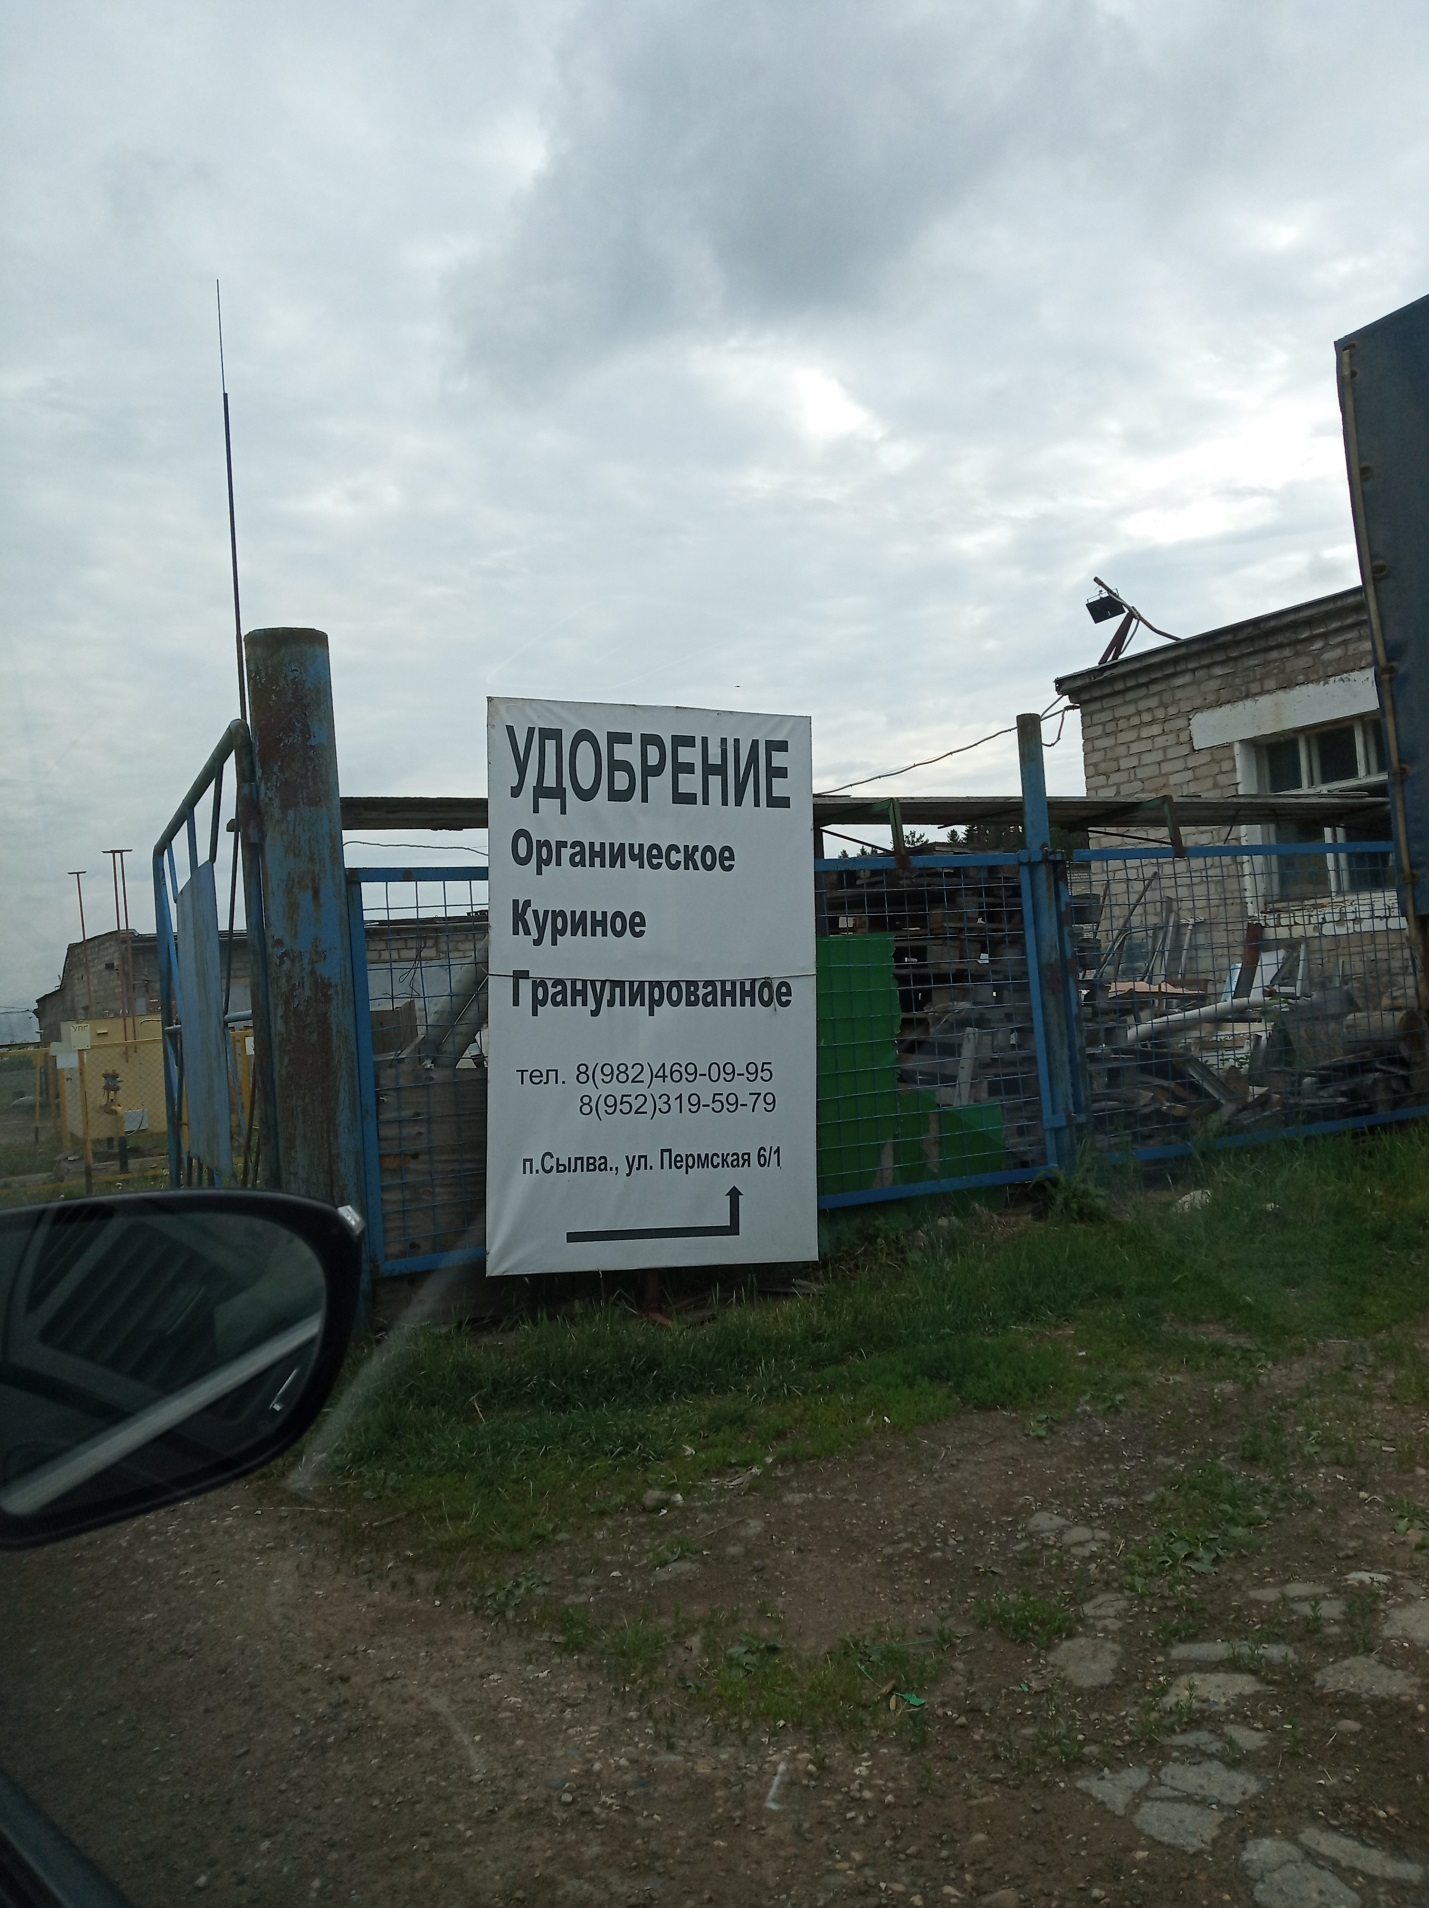 УДОБРЕНИЕ
Органическое
Куриное
Гранулированное
тел. 8(982)469-09-95
8(952)319-59-79
п.Сылва., ул. Пермская 6/1